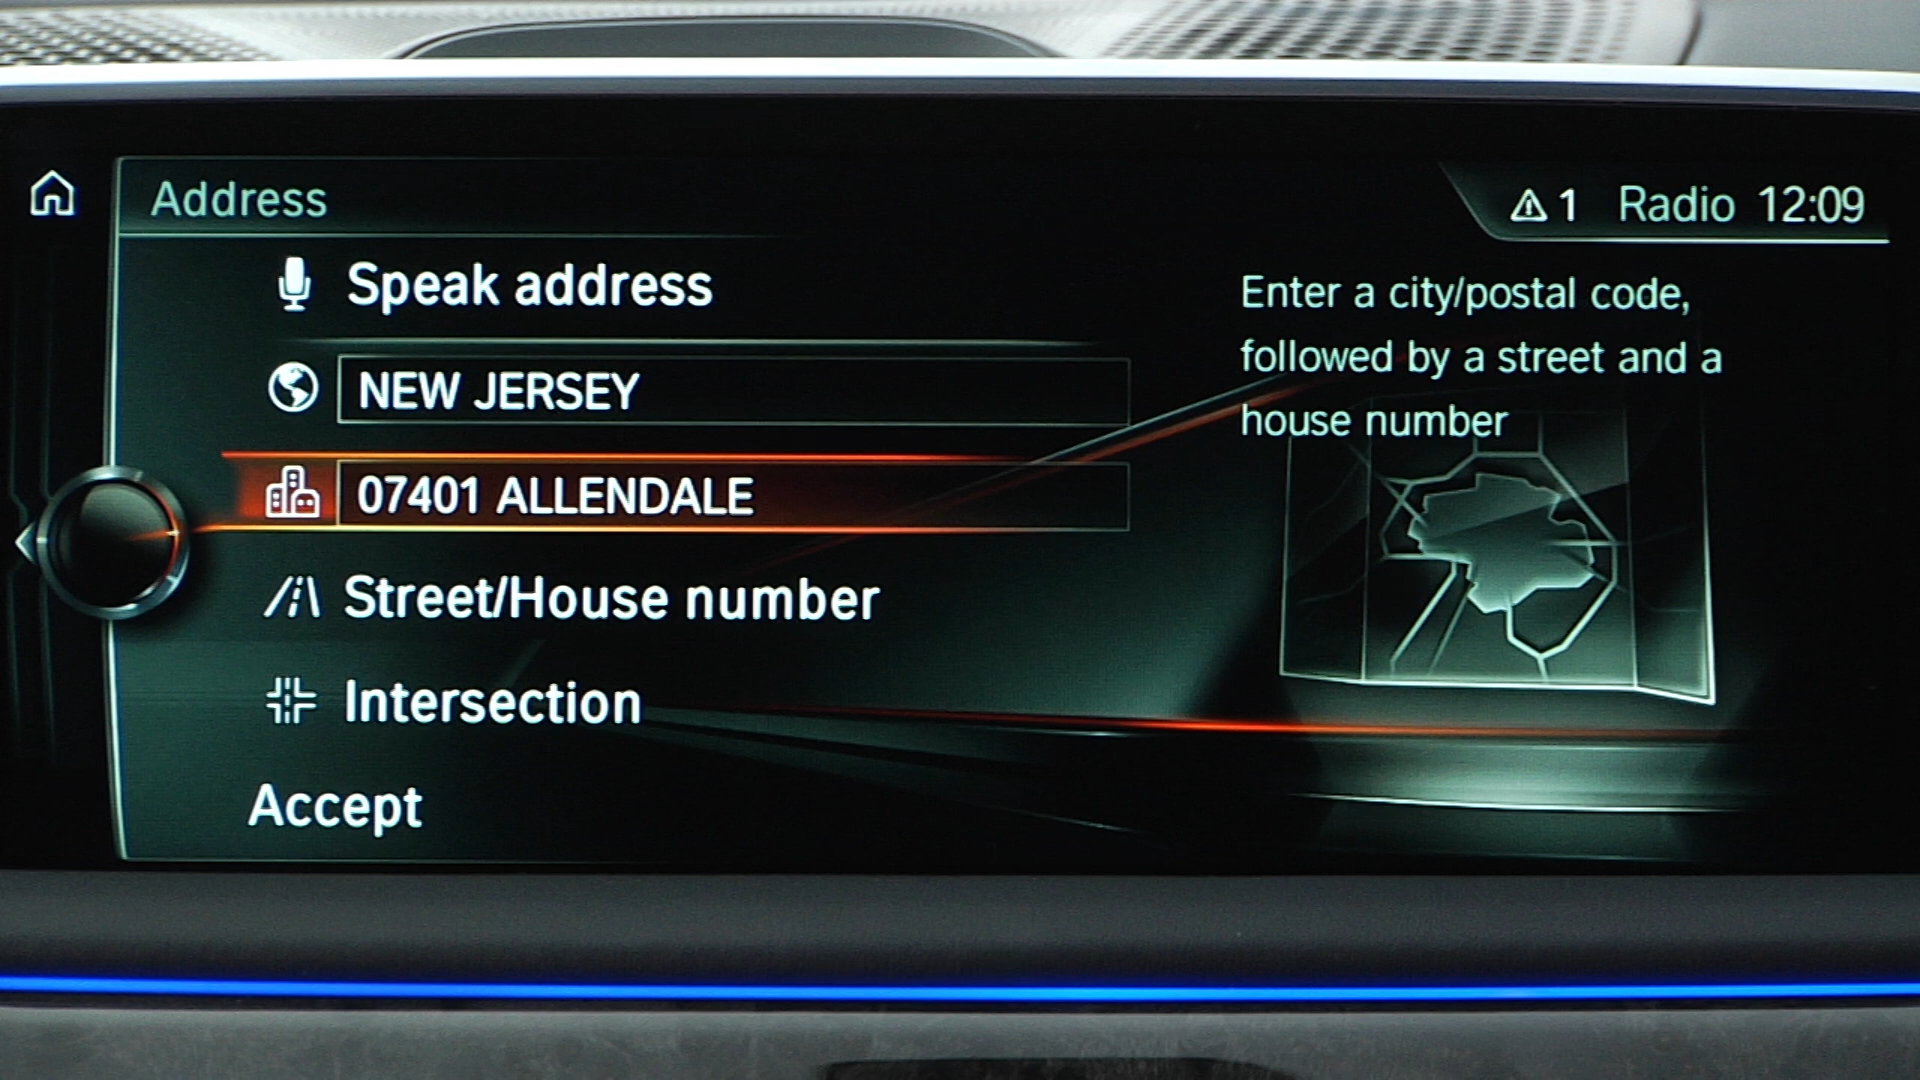 Address
1 Radio 12:09
Speak address
NEW JERSEY
07401 ALLENDALE
Street/House number
Intersection
Accept
Enter a city/postal code,
followed by a street and a
house number